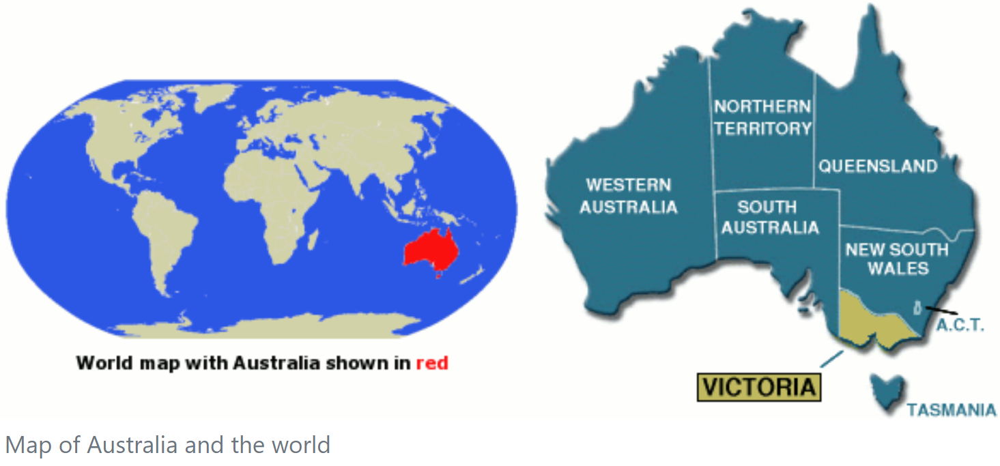 World map with Australia shown in red
NORTHERN
TERRITORY
QUEENSLAND
WESTERN
AUSTRALIA
SOUTH
AUSTRALIA
NEW SOUTH
WALES
A.C.T.
VICTORIA
TASMANIA
Map of Australia and the world